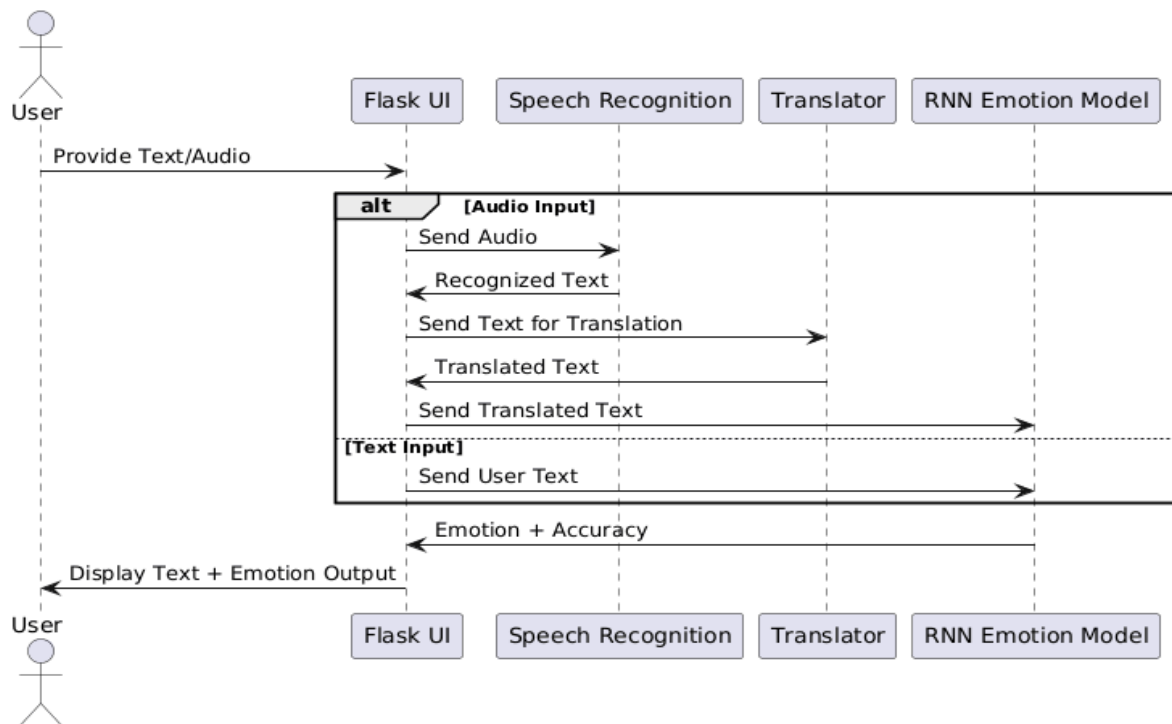 User
Flask UI
Speech Recognition
Translator
RNN Emotion Model
Provide Text/Audio
alt
[Audio Input]
Send Audio
Recognized Text
Send Text for Translation
Translated Text
Send Translated Text
[Text Input]
Send User Text
Emotion + Accuracy
Display Text + Emotion Output
User
Flask UI
Speech Recognition
Translator
RNN Emotion Model